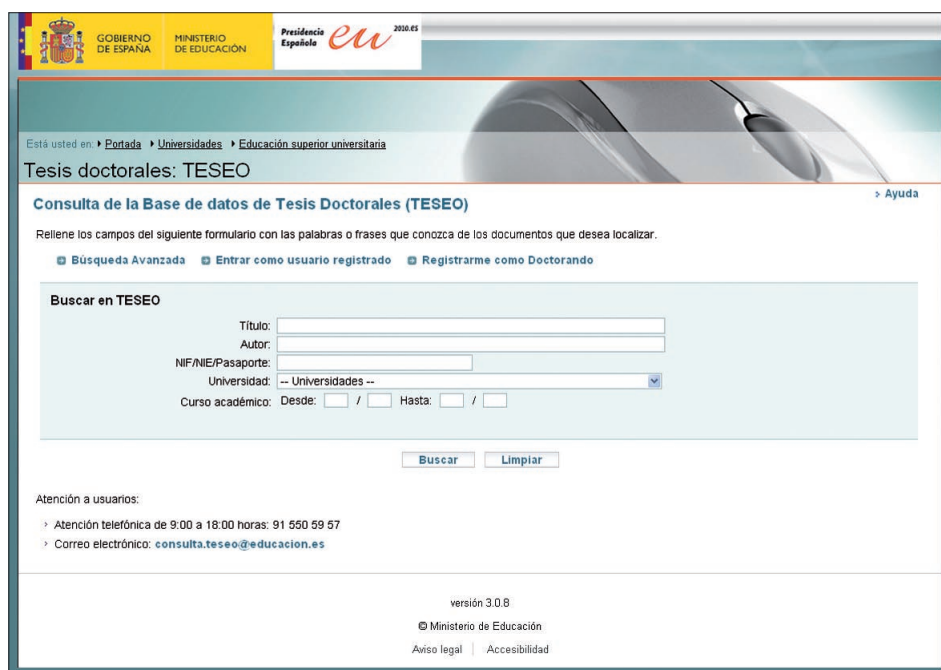 GOBIERNO DE ESPAÑA
MINISTERIO DE EDUCACIÓN
Presidencia Española eu 2010.es
Está usted en: Portada Universidades Educación superior universitaria
Tesis doctorales: TESEO
> Ayuda
Consulta de la Base de datos de Tesis Doctorales (TESEO)
Rellene los campos del siguiente formulario con las palabras o frases que conozca de los documentos que desea localizar.
Búsqueda Avanzada Entrar como usuario registrado Registrarme como Doctorando
Buscar en TESEO
Título:
Autor:
NIF/NIE/Pasaporte:
Universidad: -- Universidades --
Curso académico: Desde: / Hasta: /
Buscar Limpiar
Atención a usuarios:
> Atención telefónica de 9:00 a 18:00 horas: 91 550 59 57
> Correo electrónico: consulta.teseo@educacion.es
versión 3.0.8
© Ministerio de Educación
Aviso legal | Accesibilidad